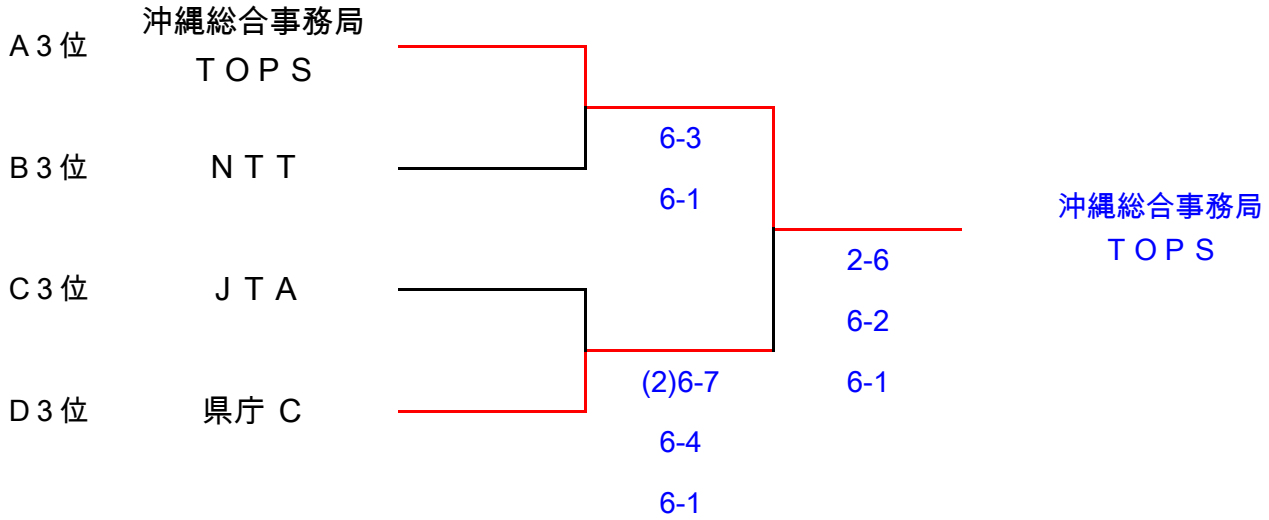 沖縄総合事務局
A3位
TOPS
6-3
B3位 NTT
6-1
沖縄総合事務局
TOPS
2-6
C3位 JTA
6-2
(2)6-7 6-1
D3位 県庁 C
6-4
6-1